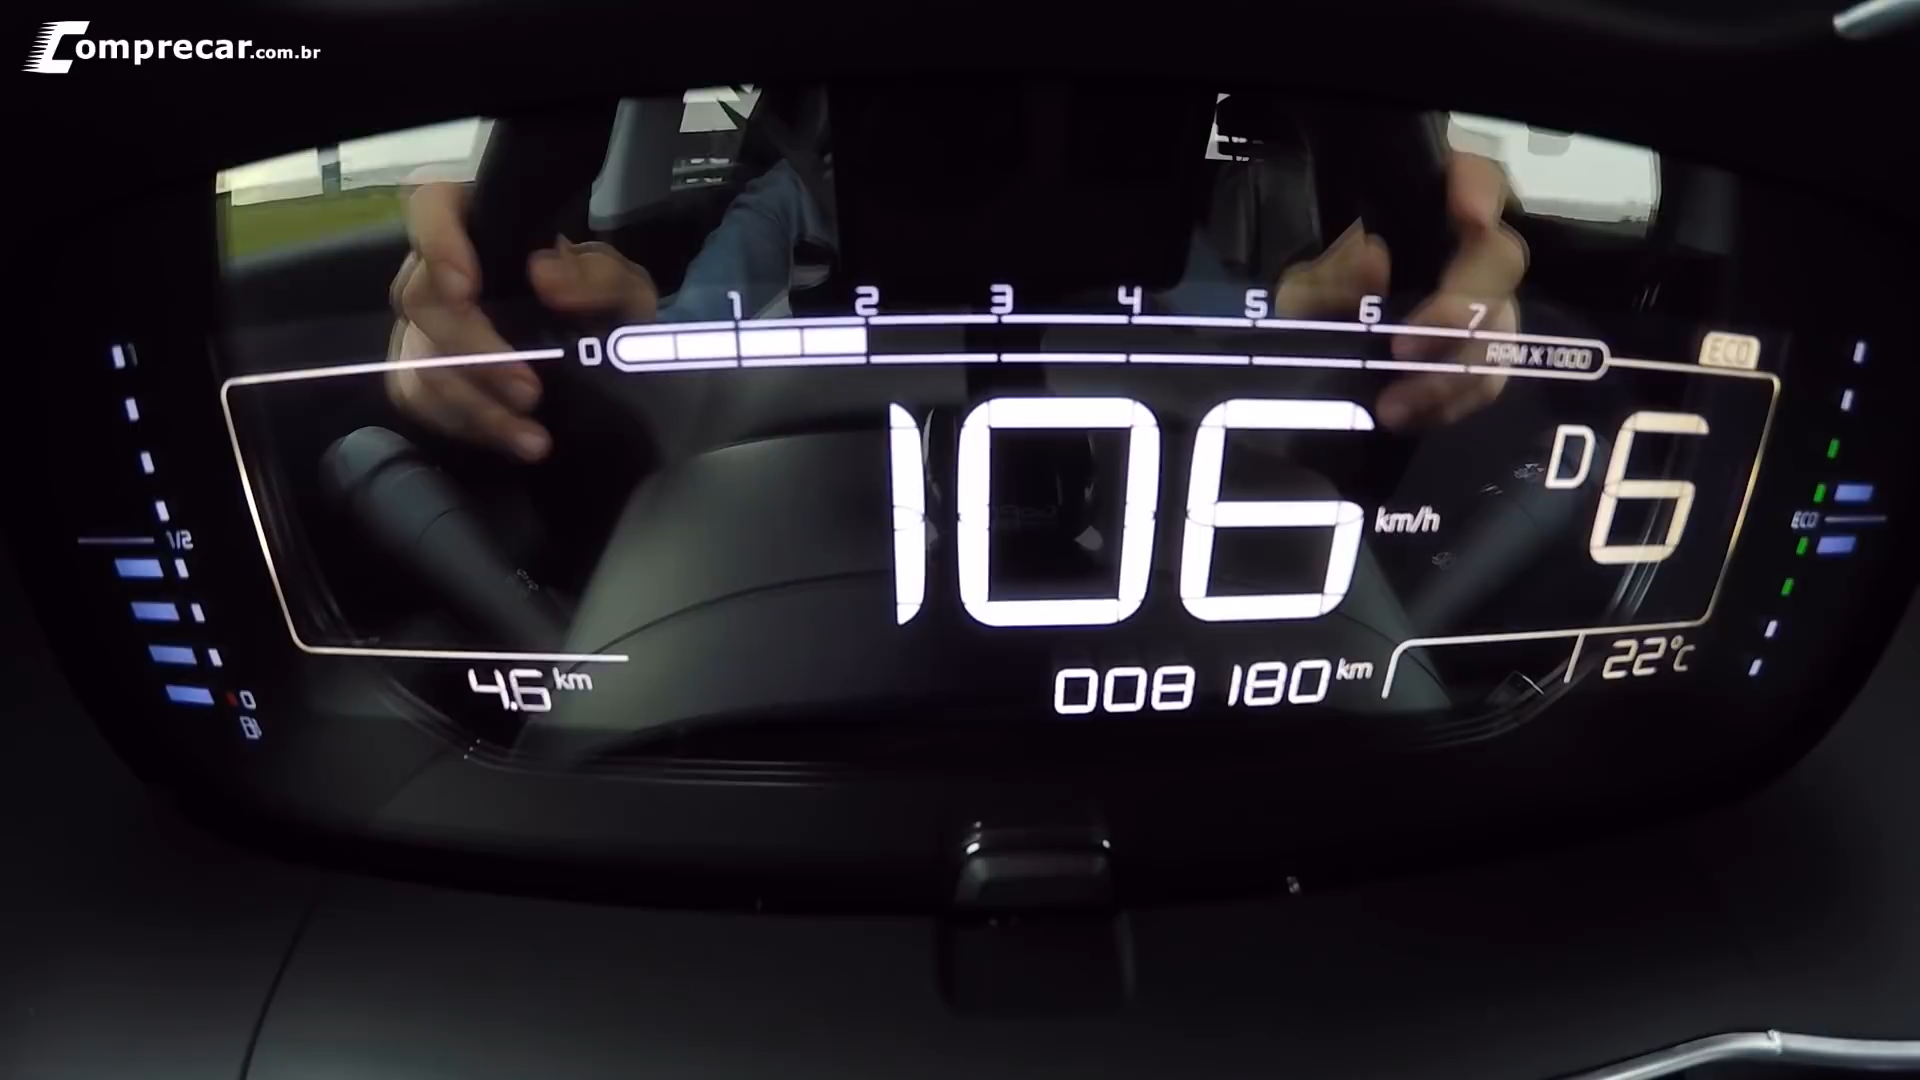 Comprecar.com.br
1 2 3 4 5 6 7
0 RPM X 1000
ECO
1
106 km/h
D 6
1/2
ECO
4.6 km
008 180 km
22°C
0